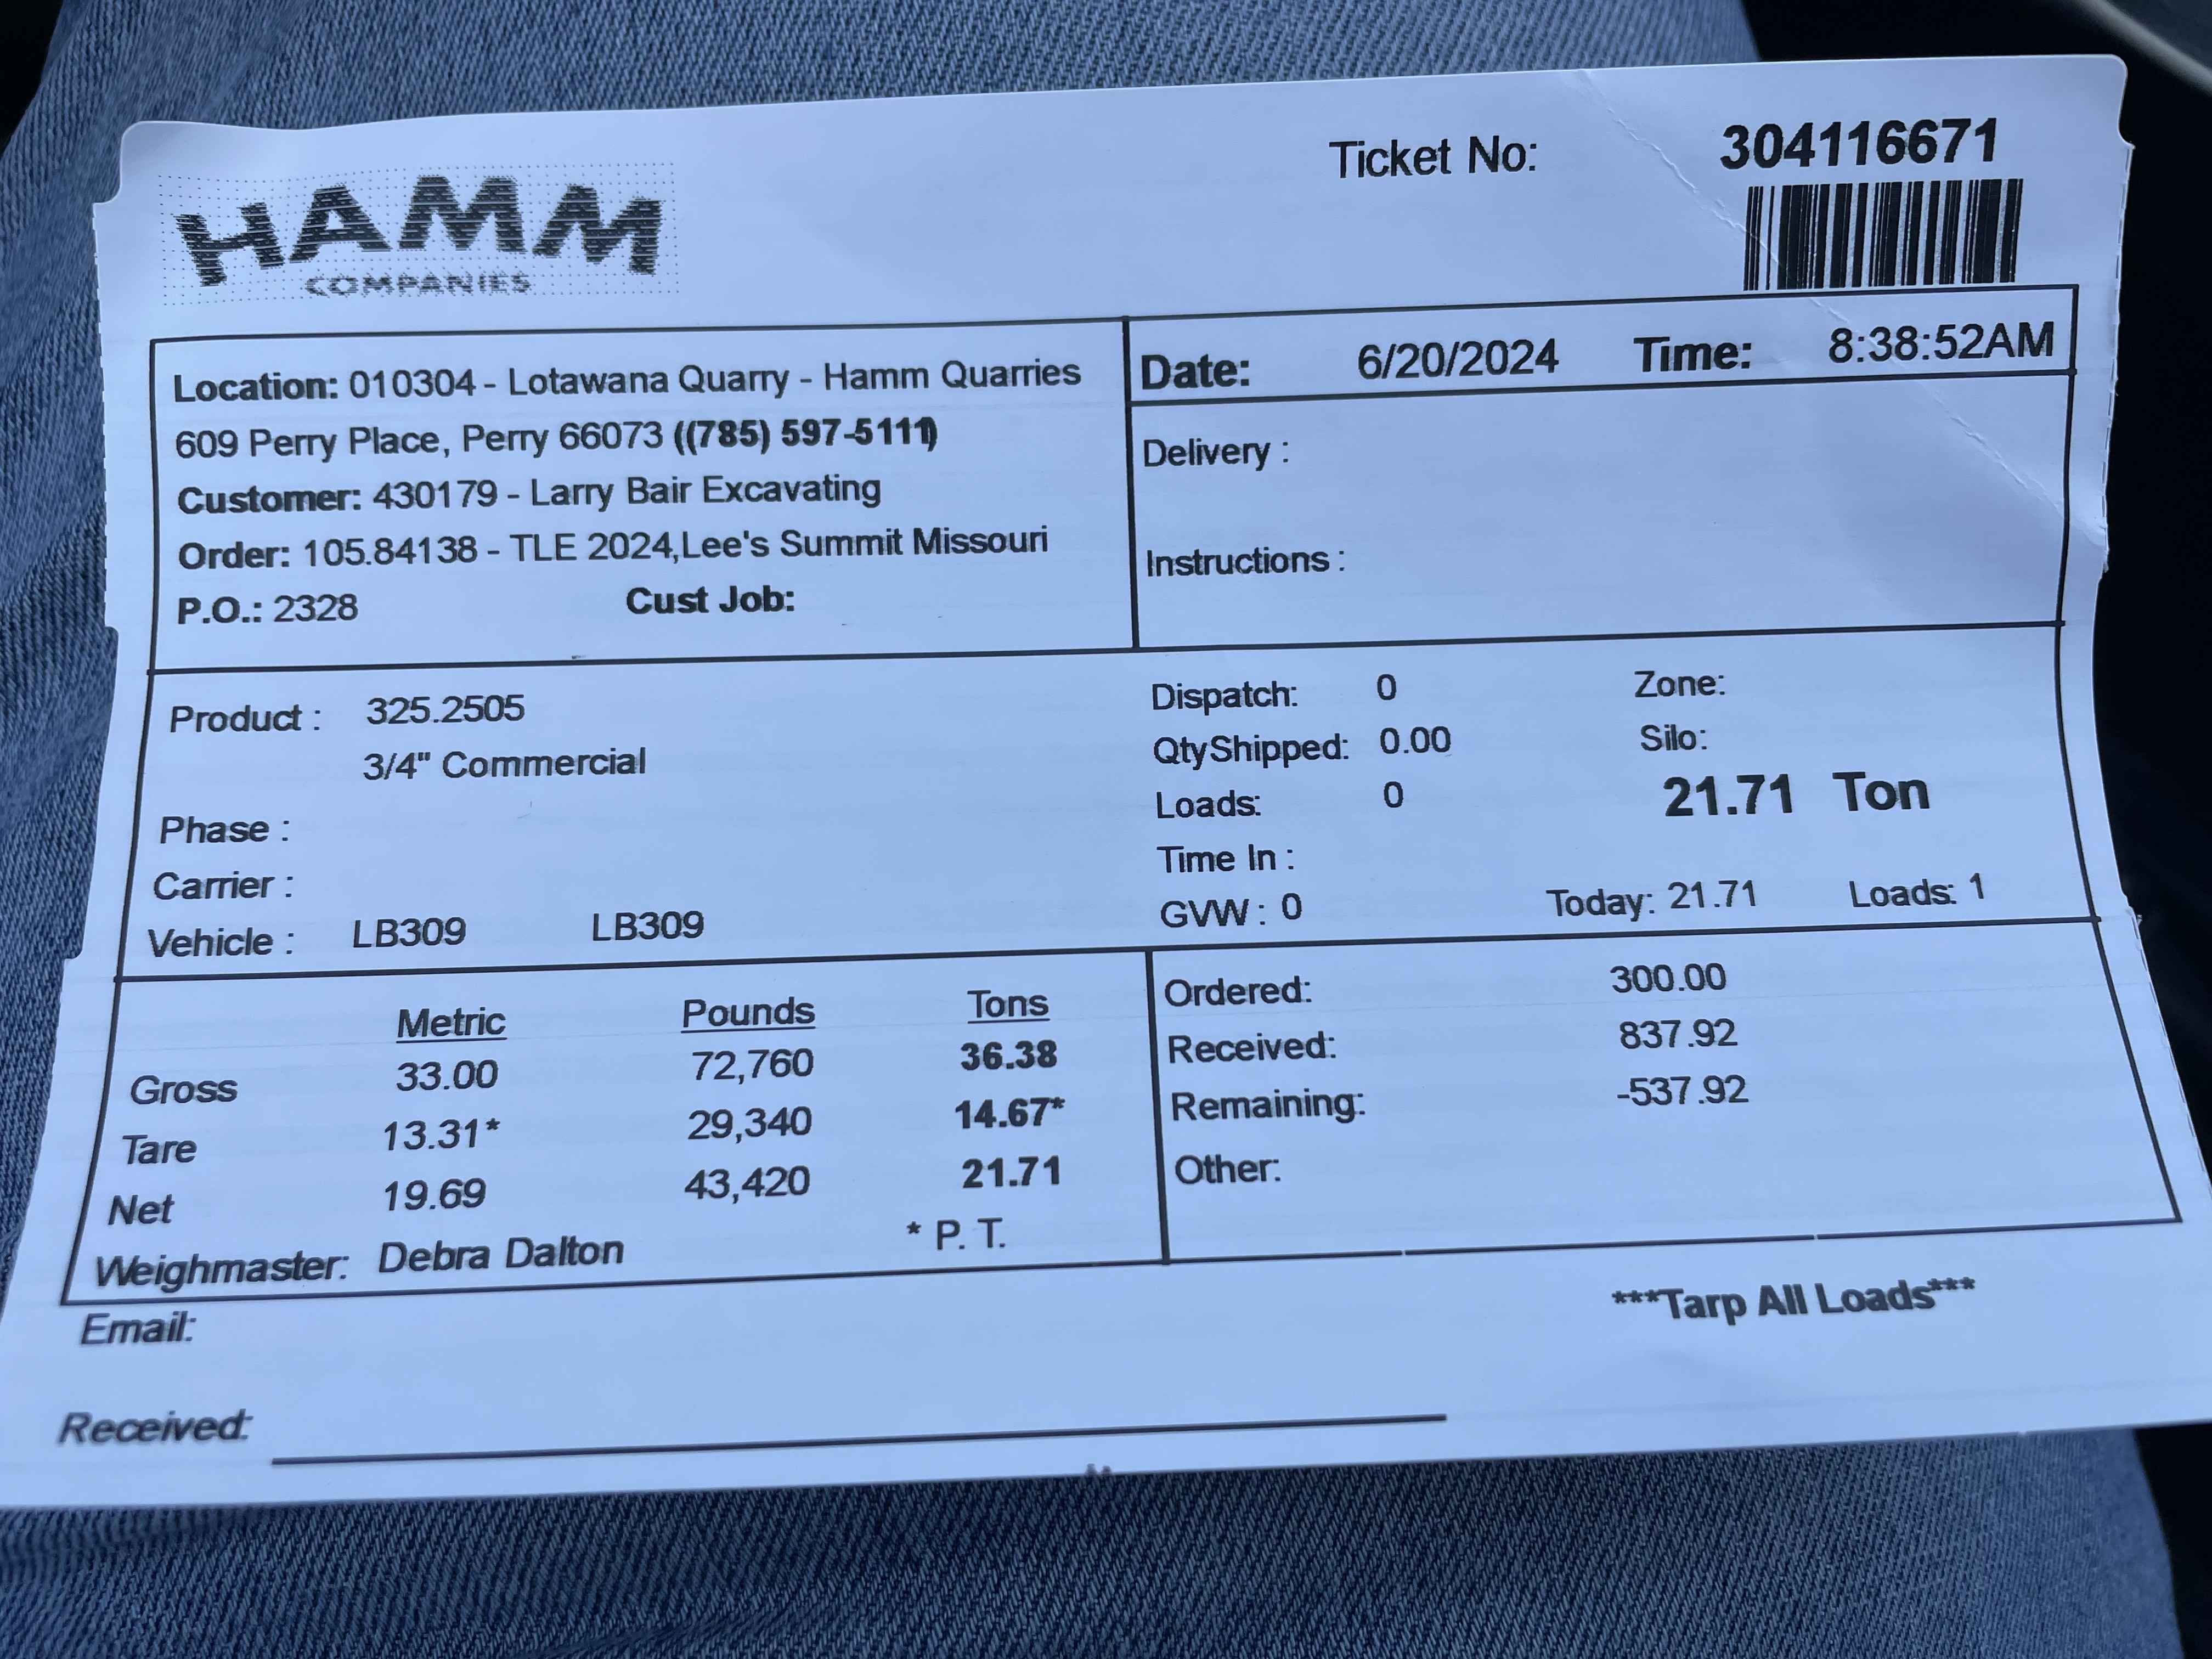 HAMM
COMPANIES
Ticket No: 304116671
Location: 010304 - Lotawana Quarry - Hamm Quarries
609 Perry Place, Perry 66073 ((785) 597-5111)
Customer: 430179 - Larry Bair Excavating
Order: 105.84138 - TLE 2024,Lee's Summit Missouri
P.O.: 2328 Cust Job:
Date: 6/20/2024 Time: 8:38:52AM
Delivery :
Instructions :
Product : 325.2505
3/4" Commercial
Phase :
Carrier :
Vehicle : LB309 LB309
Dispatch: 0 Zone:
QtyShipped: 0.00 Silo:
Loads: 0 21.71 Ton
Time In :
GVW : 0 Today: 21.71 Loads: 1
Metric Pounds Tons
Gross 33.00 72,760 36.38
Tare 13.31* 29,340 14.67*
Net 19.69 43,420 21.71
Weighmaster: Debra Dalton * P. T.
Ordered: 300.00
Received: 837.92
Remaining: -537.92
Other:
Email:
***Tarp All Loads***
Received: